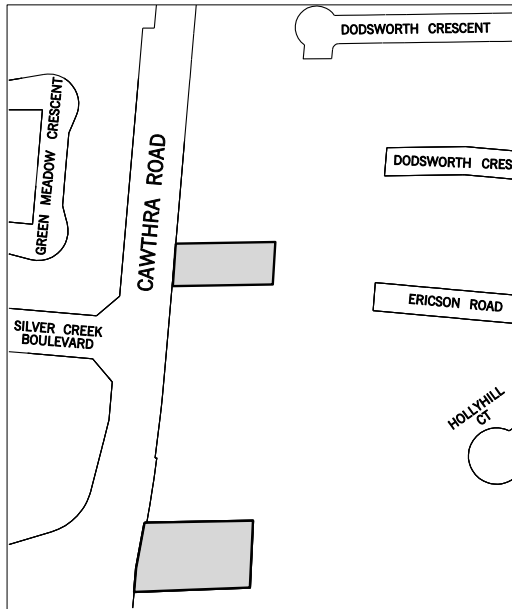 DODSWORTH CRESCENT
GREEN MEADOW CRESCENT
CAWTHRA ROAD
DODSWORTH CRES
ERICSON ROAD
SILVER CREEK
BOULEVARD
HOLLYHILL
CT